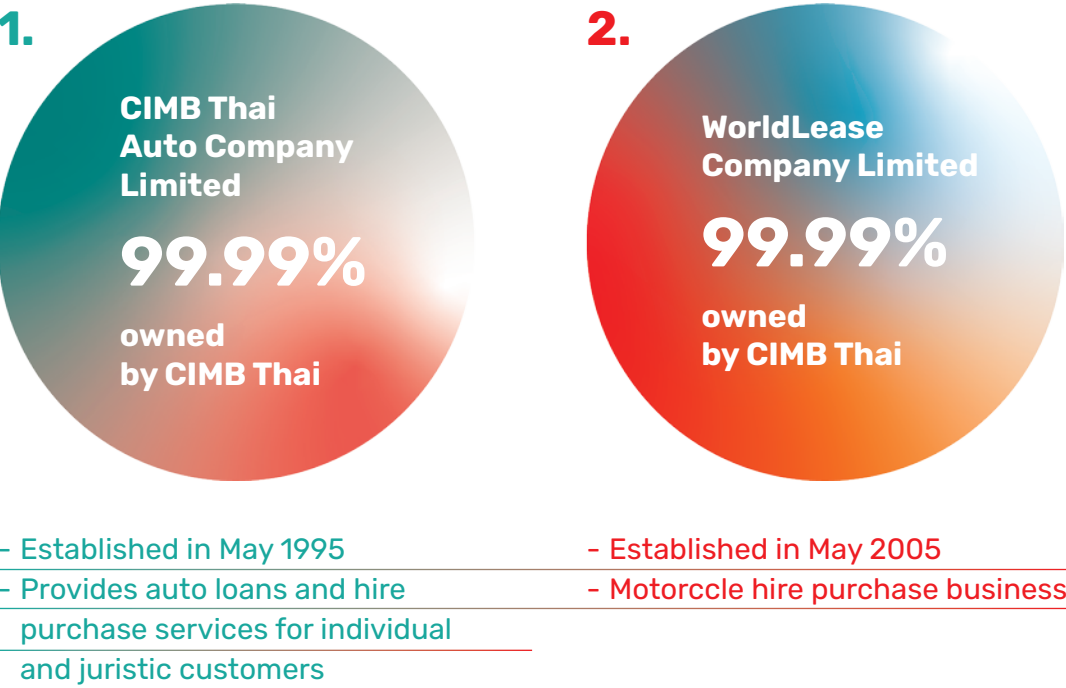 1.
CIMB Thai
Auto Company
Limited
99.99%
owned
by CIMB Thai
- Established in May 1995
- Provides auto loans and hire
purchase services for individual
and juristic customers
2.
WorldLease
Company Limited
99.99%
owned
by CIMB Thai
- Established in May 2005
- Motorccle hire purchase business